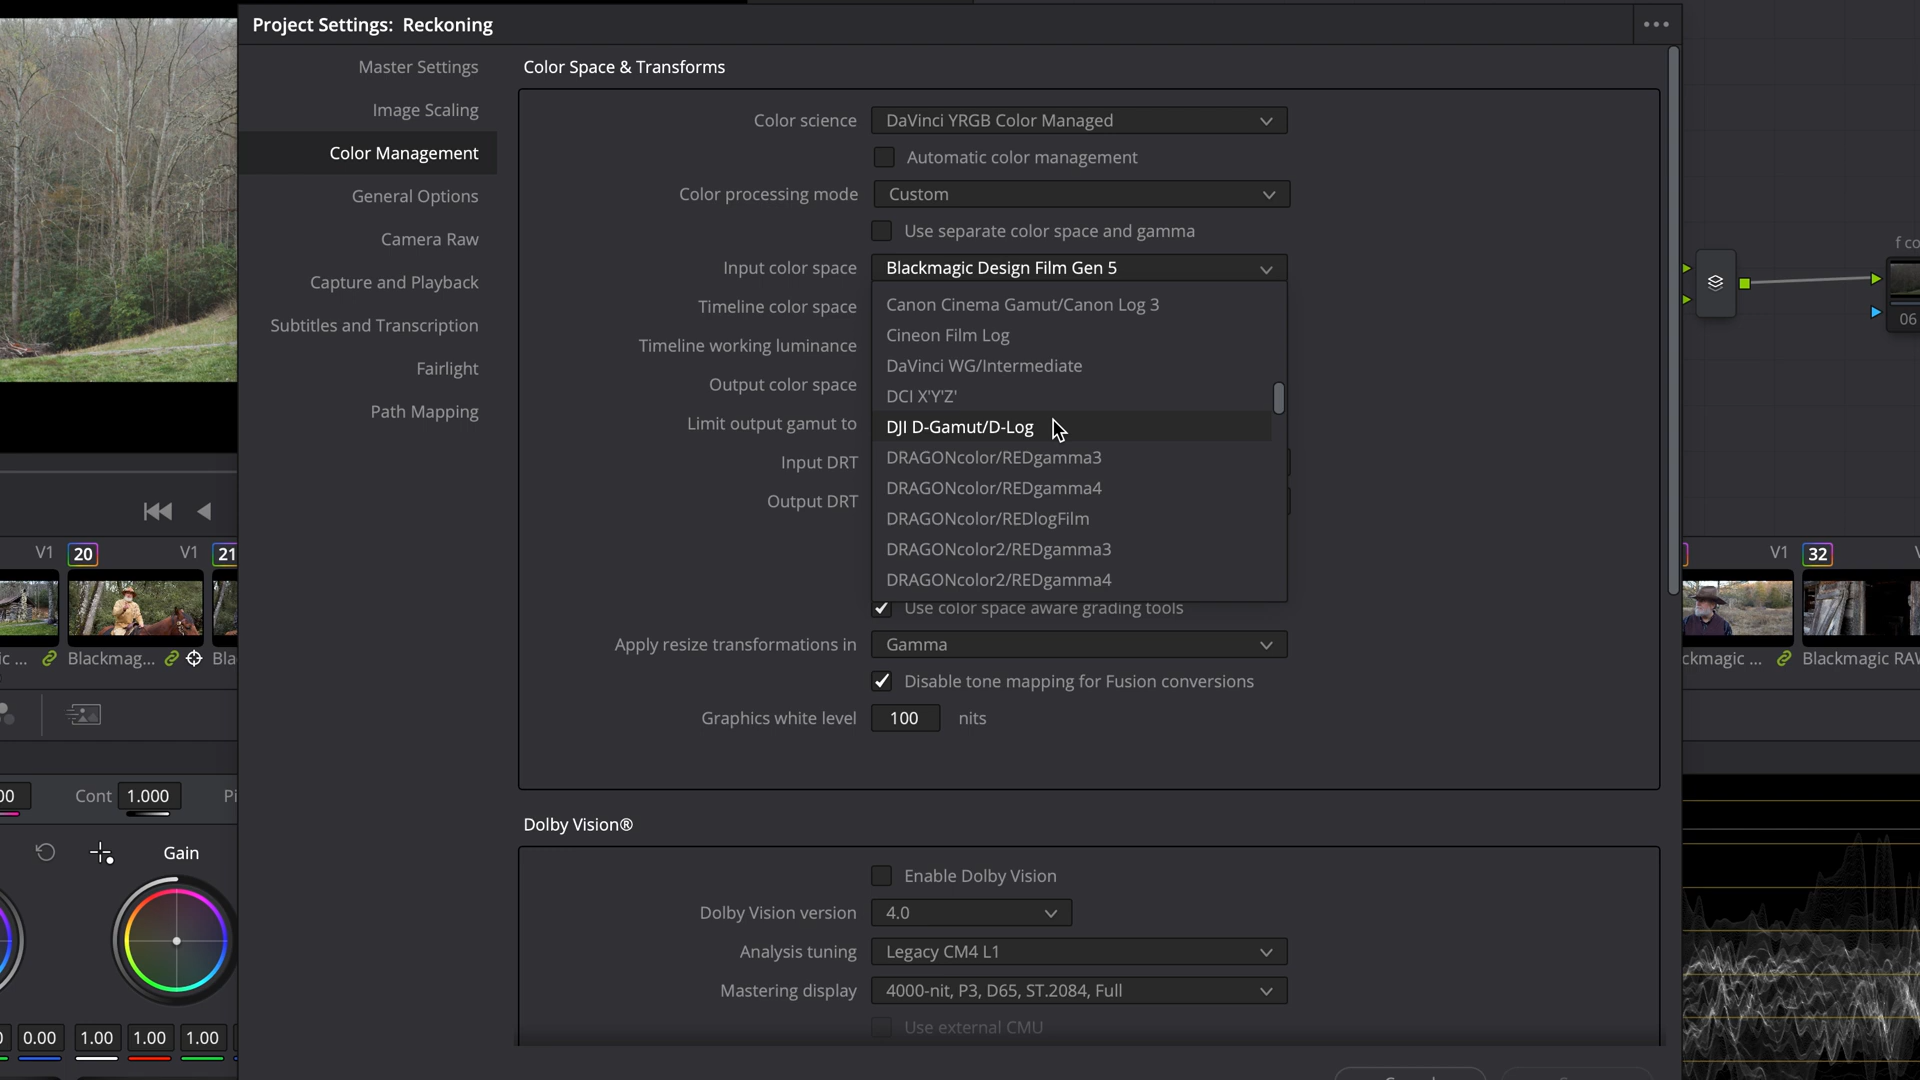 Project Settings: Reckoning
Master Settings
Image Scaling
Color Management
General Options
Camera Raw
Capture and Playback
Subtitles and Transcription
Fairlight
Path Mapping
Color Space & Transforms
Color science DaVinci YRGB Color Managed
Automatic color management
Color processing mode Custom
Use separate color space and gamma
Input color space Blackmagic Design Film Gen 5
Timeline color space
Timeline working luminance
Output color space
Limit output gamut to
Input DRT
Output DRT
Canon Cinema Gamut/Canon Log 3
Cineon Film Log
DaVinci WG/Intermediate
DCI X'Y'Z'
DJI D-Gamut/D-Log
DRAGONcolor/REDgamma3
DRAGONcolor/REDgamma4
DRAGONcolor/REDlogFilm
DRAGONcolor2/REDgamma3
DRAGONcolor2/REDgamma4
Use color space aware grading tools
Apply resize transformations in Gamma
Disable tone mapping for Fusion conversions
Graphics white level 100 nits
Dolby Vision®
Enable Dolby Vision
Dolby Vision version 4.0
Analysis tuning Legacy CM4 L1
Mastering display 4000-nit, P3, D65, ST.2084, Full
Use external CMU
V1 20 V1 21
ic ... Blackmag... Bla
00 Cont 1.000 Pi
Gain
0.00 1.00 1.00 1.00
f co
06
V1 32
ckmagic ... Blackmagic RAW